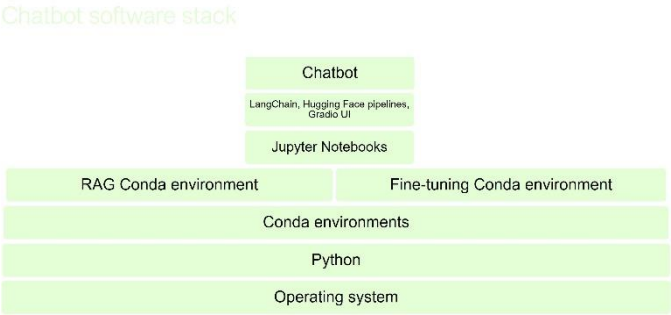 Chatbot software stack
Chatbot
LangChain, Hugging Face pipelines,
Gradio UI
Jupyter Notebooks
RAG Conda environment
Fine-tuning Conda environment
Conda environments
Python
Operating system